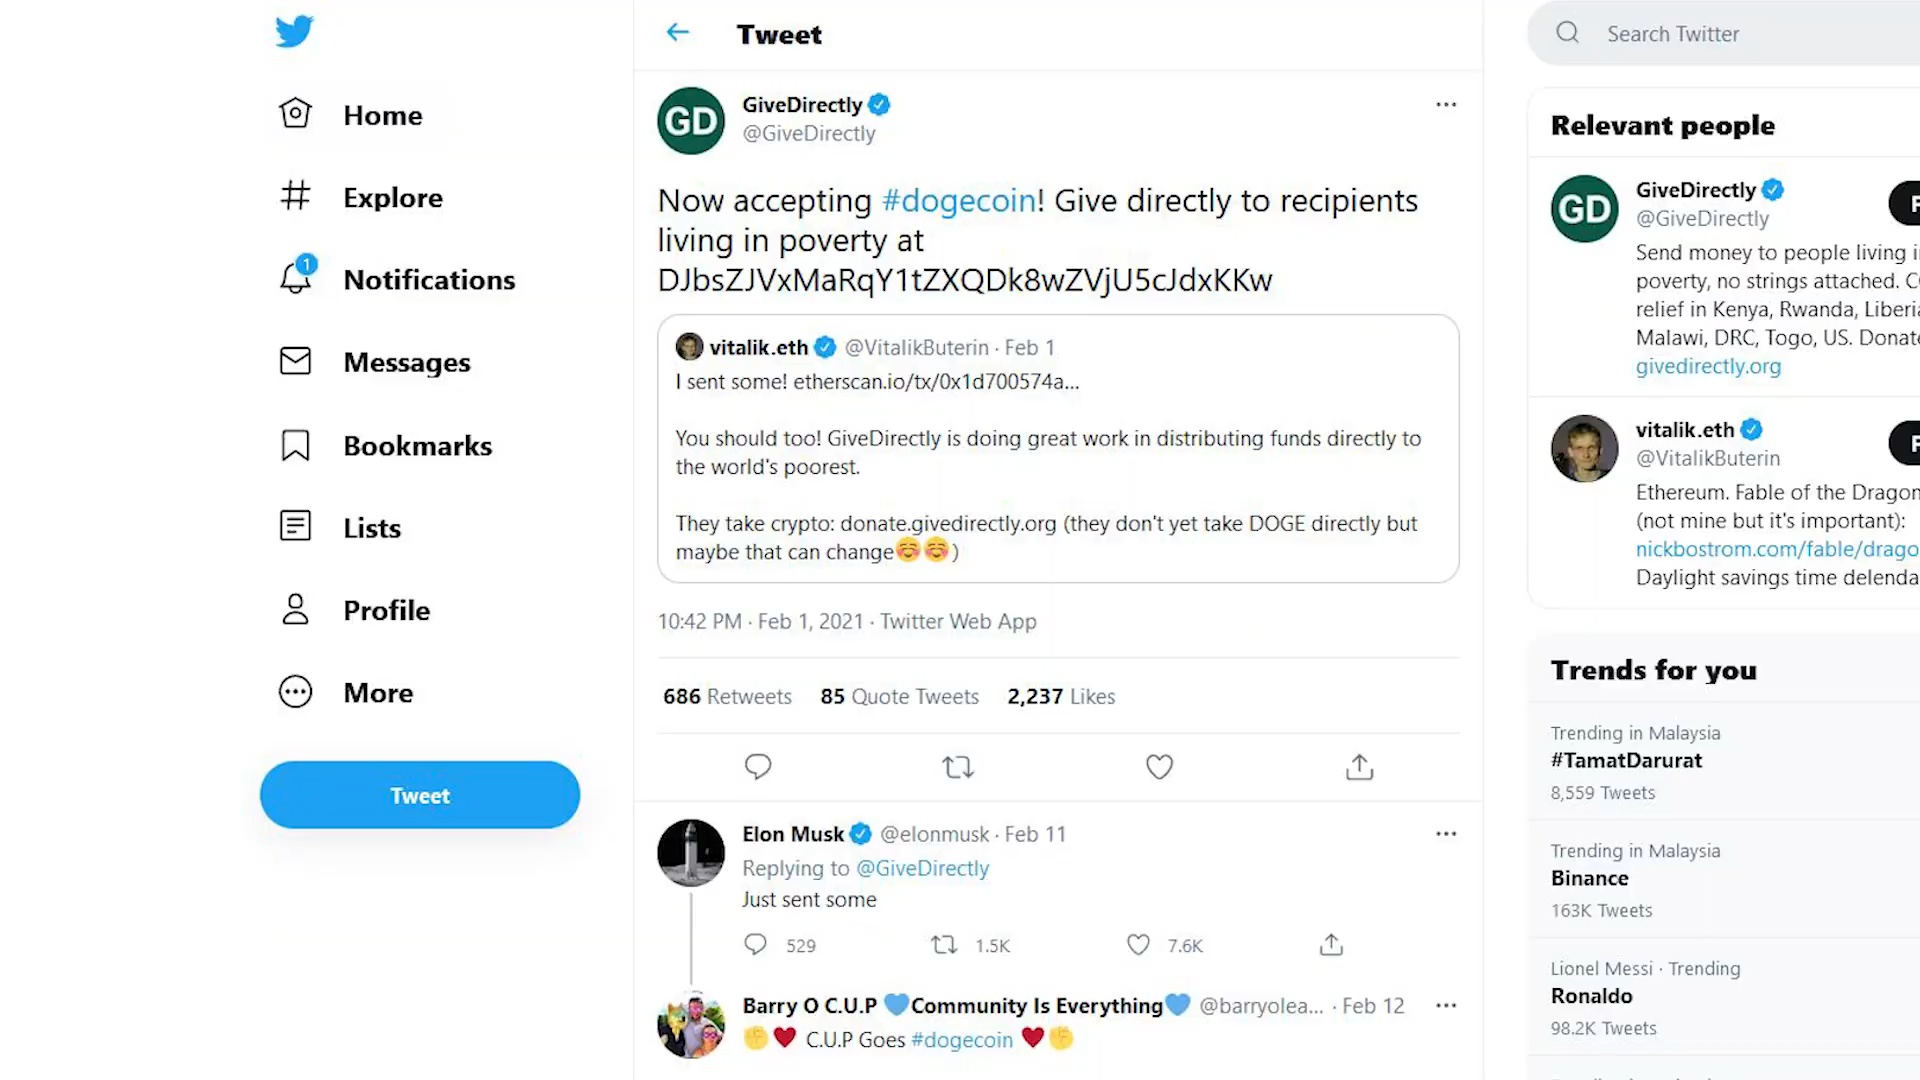 Home
Explore
1
Notifications
Messages
Bookmarks
Lists
Profile
More
Tweet
Tweet
GD
GiveDirectly
@GiveDirectly
Now accepting #dogecoin! Give directly to recipients
living in poverty at
DJbsZJVxMaRqY1tZXQDk8wZVjU5cJdxKKw
vitalik.eth @VitalikButerin · Feb 1
I sent some! etherscan.io/tx/0x1d700574a...
You should too! GiveDirectly is doing great work in distributing funds directly to
the world's poorest.
They take crypto: donate.givedirectly.org (they don't yet take DOGE directly but
maybe that can change😊😊)
10:42 PM · Feb 1, 2021 · Twitter Web App
686 Retweets 85 Quote Tweets 2,237 Likes
Elon Musk @elonmusk · Feb 11
Replying to @GiveDirectly
Just sent some
529 1.5K 7.6K
Barry O C.U.P 💙Community Is Everything💙 @barryolea... · Feb 12
✊❤️ C.U.P Goes #dogecoin ❤️✊
Search Twitter
Relevant people
GD
GiveDirectly
@GiveDirectly
F
Send money to people living i
poverty, no strings attached. C
relief in Kenya, Rwanda, Liberia
Malawi, DRC, Togo, US. Donate
givedirectly.org
vitalik.eth
@VitalikButerin
F
Ethereum. Fable of the Dragon
(not mine but it's important):
nickbostrom.com/fable/drago
Daylight savings time delenda
Trends for you
Trending in Malaysia
#TamatDarurat
8,559 Tweets
Trending in Malaysia
Binance
163K Tweets
Lionel Messi · Trending
Ronaldo
98.2K Tweets